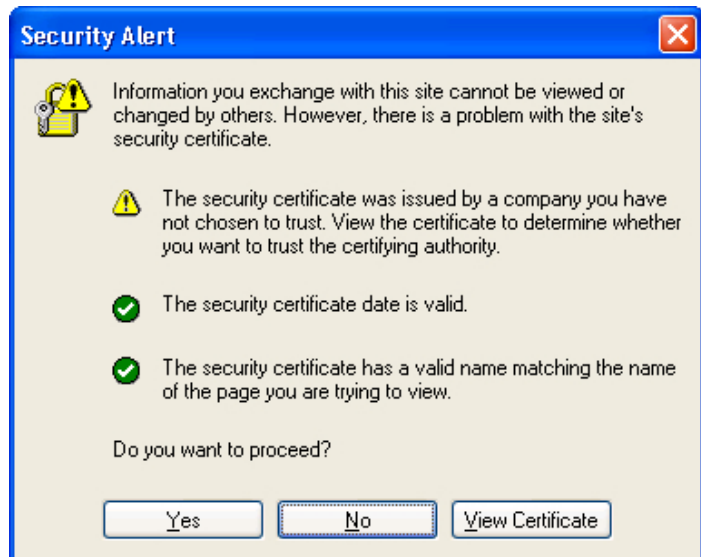 Security Alert
Information you exchange with this site cannot be viewed or
changed by others. However, there is a problem with the site's
security certificate.
The security certificate was issued by a company you have
not chosen to trust. View the certificate to determine whether
you want to trust the certifying authority.
The security certificate date is valid.
The security certificate has a valid name matching the name
of the page you are trying to view.
Do you want to proceed?
Yes No View Certificate